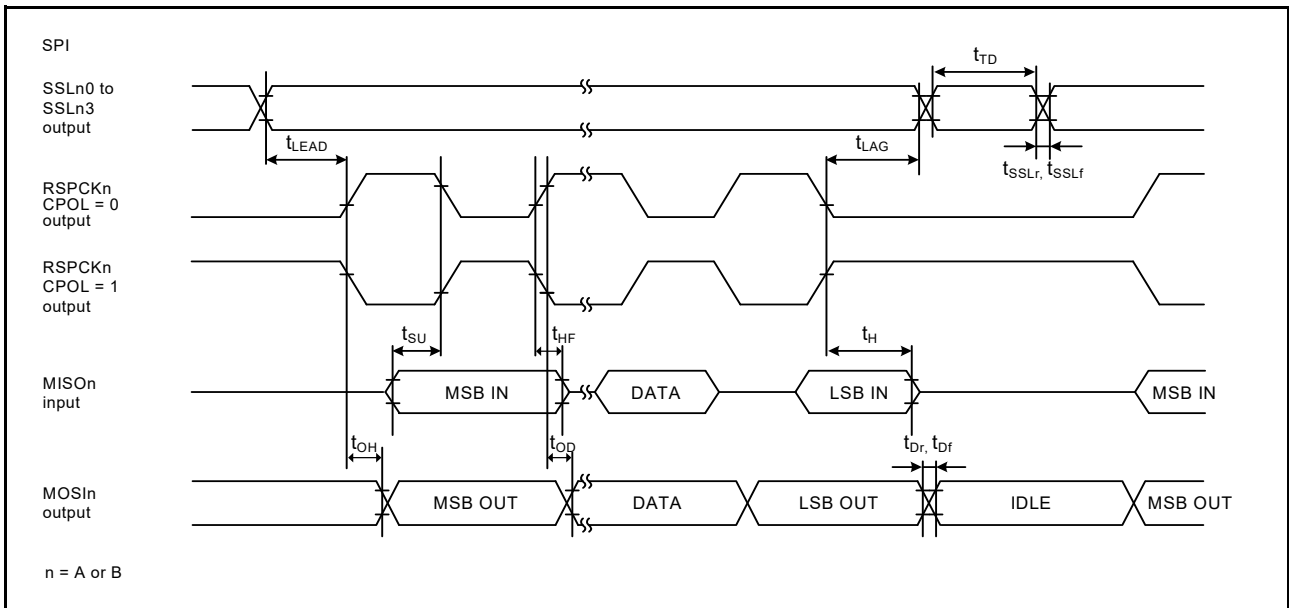 SPI
tTD
SSLn0 to
SSLn3
output
tLEAD
tLAG
tSSLr, tSSLf
RSPCKn
CPOL = 0
output
RSPCKn
CPOL = 1
output
tSU
tHF
tH
MISOn
input
MSB IN
DATA
LSB IN
MSB IN
tOH
tOD
tDr, tDf
MOSIn
output
MSB OUT
DATA
LSB OUT
IDLE
MSB OUT
n = A or B